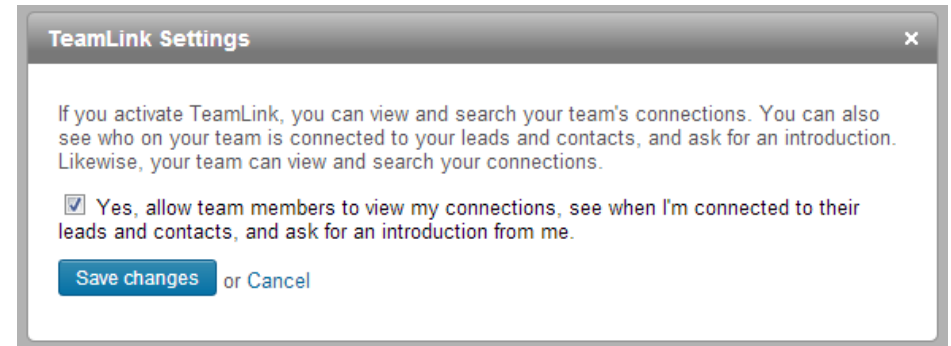 TeamLink Settings ×
If you activate TeamLink, you can view and search your team's connections. You can also
see who on your team is connected to your leads and contacts, and ask for an introduction.
Likewise, your team can view and search your connections.
Yes, allow team members to view my connections, see when I'm connected to their
leads and contacts, and ask for an introduction from me.
Save changes or Cancel